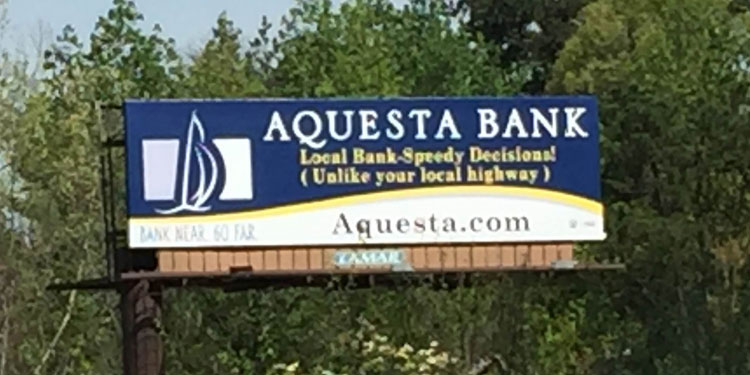 AQUESTA BANK
Local Bank-Speedy Decisions!
( Unlike your local highway )
Aquesta.com
BANK NEAR. GO FAR.
LAMAR